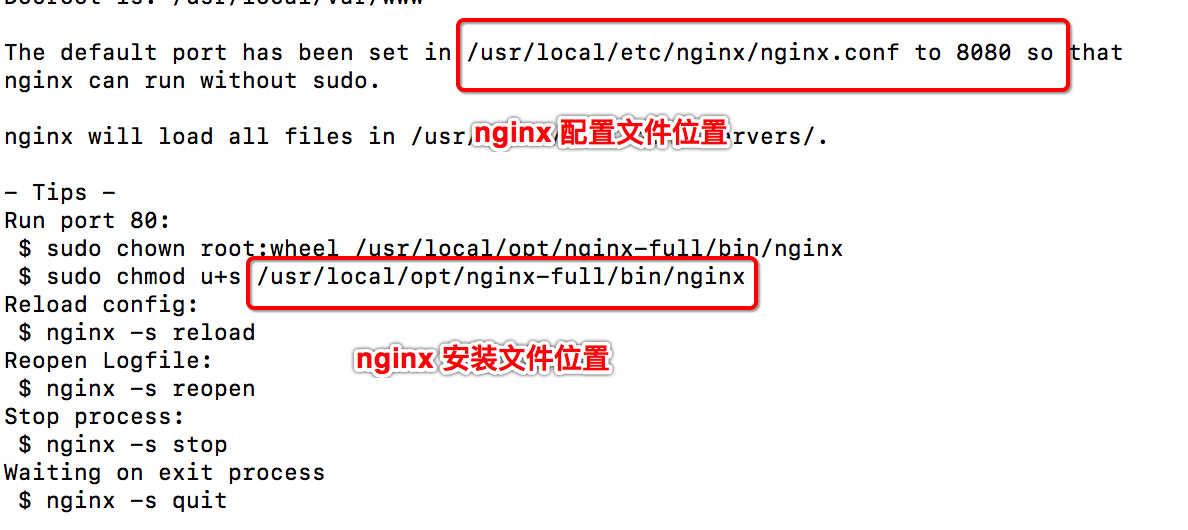 Docroot is: /usr/local/var/www
The default port has been set in /usr/local/etc/nginx/nginx.conf to 8080 so that
nginx can run without sudo.
nginx will load all files in /usr/ ervers/.
nginx 配置文件位置
- Tips -
Run port 80:
$ sudo chown root:wheel /usr/local/opt/nginx-full/bin/nginx
$ sudo chmod u+s /usr/local/opt/nginx-full/bin/nginx
Reload config:
$ nginx -s reload
nginx 安装文件位置
Reopen Logfile:
$ nginx -s reopen
Stop process:
$ nginx -s stop
Waiting on exit process
$ nginx -s quit